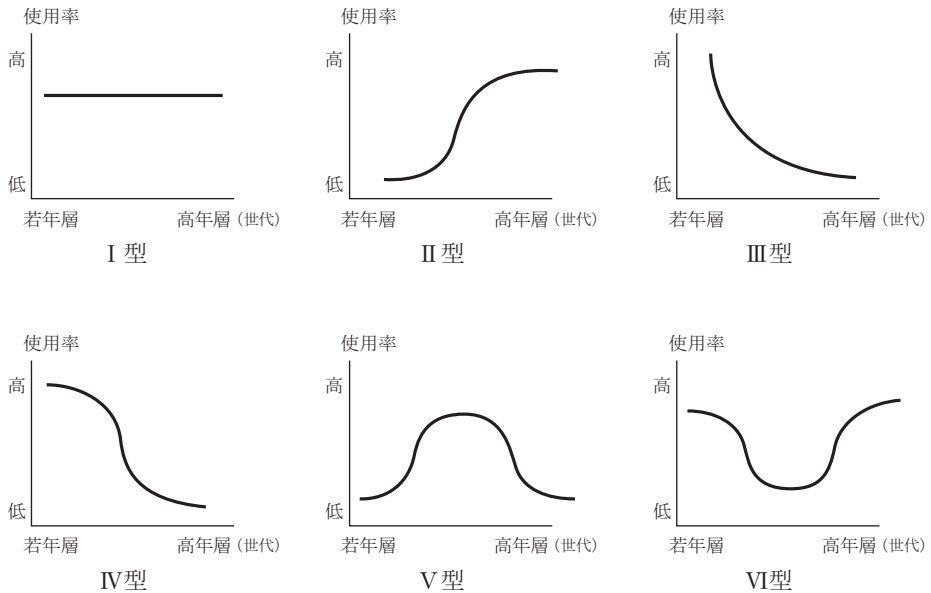 使用率
高
低
若年層
高年層（世代）
Ⅰ 型
使用率
高
低
若年層
高年層（世代）
Ⅱ 型
使用率
高
低
若年層
高年層（世代）
Ⅲ型
使用率
高
低
若年層
高年層（世代）
Ⅳ型
使用率
高
低
若年層
高年層（世代）
Ⅴ 型
使用率
高
低
若年層
高年層（世代）
Ⅵ型